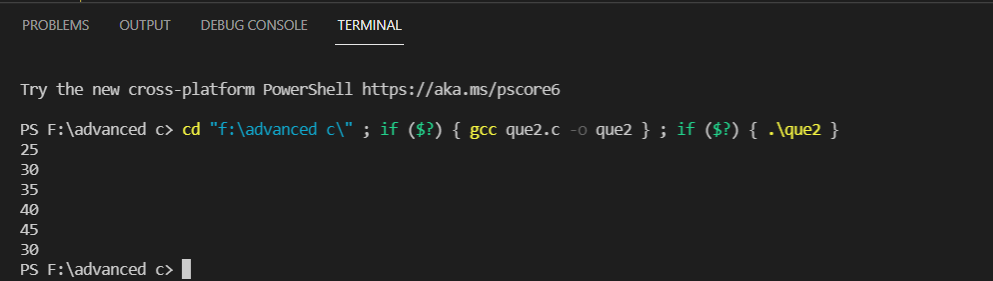 PROBLEMS OUTPUT DEBUG CONSOLE TERMINAL
Try the new cross-platform PowerShell https://aka.ms/pscore6
PS F:\advanced c> cd "f:\advanced c\" ; if ($?) { gcc que2.c -o que2 } ; if ($?) { .\que2 }
25
30
35
40
45
30
PS F:\advanced c>